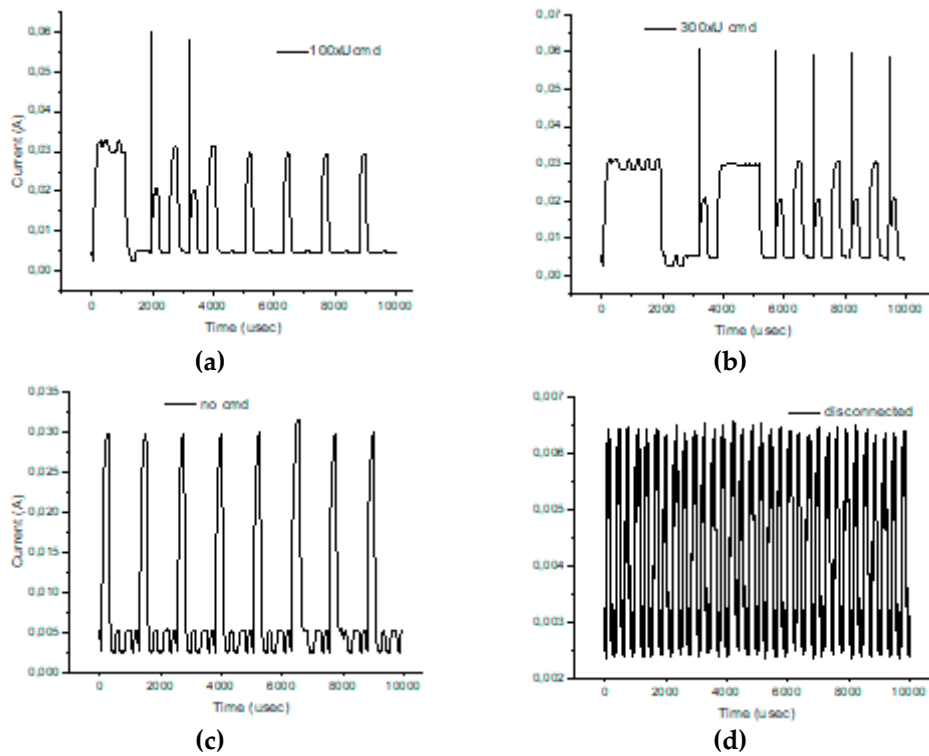 0,06
0,05
0,04
0,03
0,02
0,01
0,00
Current (A)
100xUcmd
0 2000 4000 6000 8000 10000
Time (usec)
(a)
0,07
0,06
0,05
0,04
0,03
0,02
0,01
0,00
300xU cmd
0 2000 4000 6000 8000 10000
Time (usec)
(b)
0,035
0,030
0,025
0,020
0,015
0,010
0,005
0,000
Current (A)
no cmd
0 2000 4000 6000 8000 10000
Time (usec)
(c)
0,007
0,006
0,005
0,004
0,003
0,002
disconnected
0 2000 4000 6000 8000 10000
Time (usec)
(d)